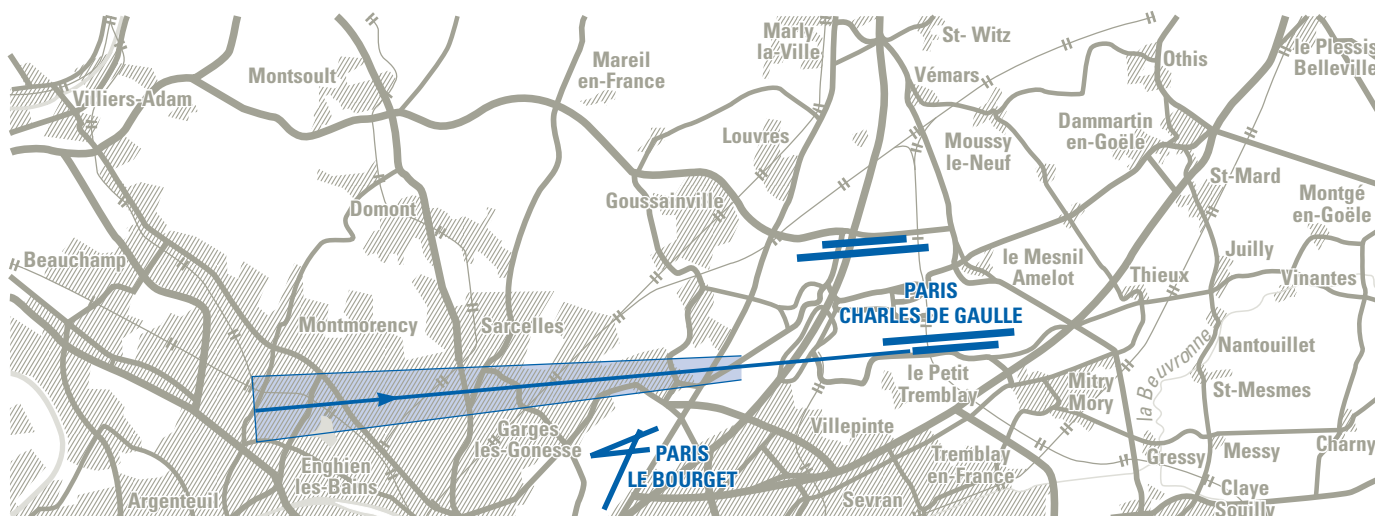 Marly
la-Ville
St- Witz
Mareil
en-France
Montsoult
Othis
le Plessis
Belleville
Vémars
Villiers-Adam
Louvres
Moussy
le-Neuf
Dammartin
en-Goële
St-Mard
Montgé
en-Goële
Goussainville
Domont
Beauchamp
le Mesnil
Amelot
Juilly
Thieux
Vinantes
PARIS
CHARLES DE GAULLE
Montmorency
Sarcelles
Nantouillet
la Beuvronne
le Petit
Tremblay
Mitry
Mory
St-Mesmes
Garges
les-Gonesse
Villepinte
PARIS
LE BOURGET
Tremblay
en-France
Gressy
Messy
Charny
Enghien
les-Bains
Argenteuil
Sevran
Claye
Souilly